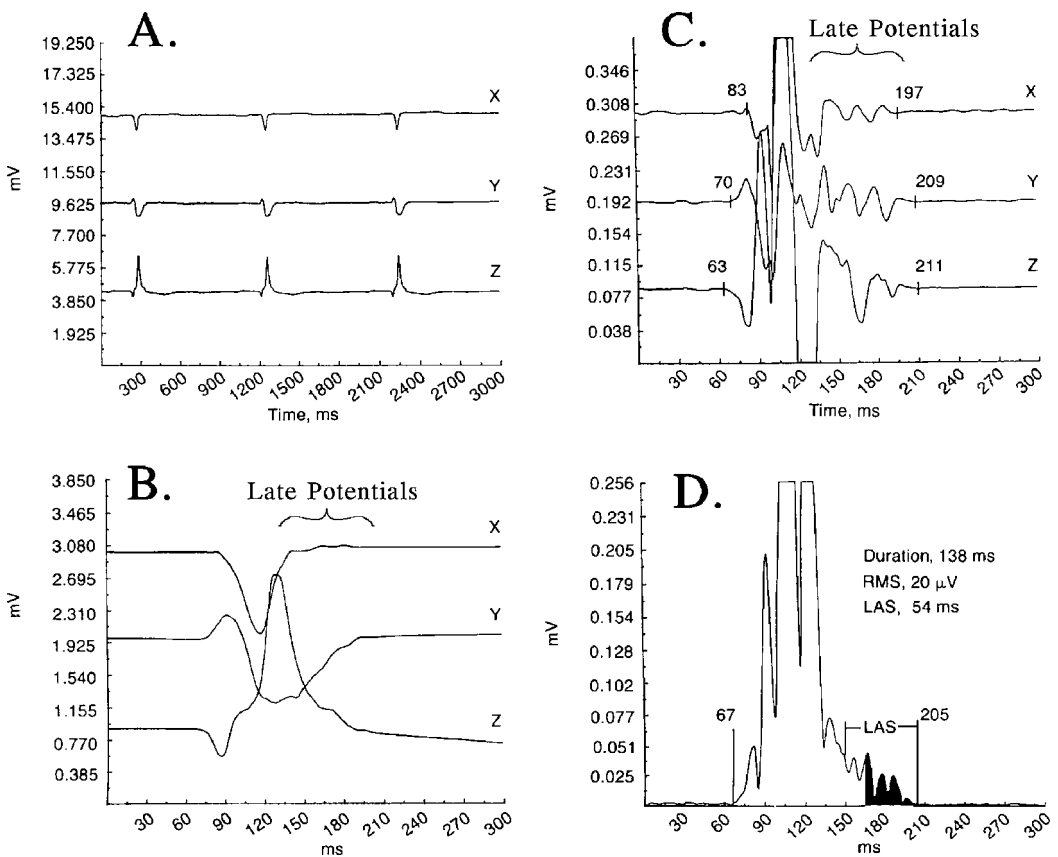 A.
19.250
17.325
15.400
13.475
11.550
9.625
7.700
5.775
3.850
1.925
mV
X
Y
Z
300 600 900 1200 1500 1800 2100 2400 2700 3000
Time, ms
C.
Late Potentials
0.346
0.308
0.269
0.231
0.192
0.154
0.115
0.077
0.038
mV
83 197 X
70 209 Y
63 211 Z
30 60 90 120 150 180 210 240 270 300
Time, ms
B.
Late Potentials
3.850
3.465
3.080
2.695
2.310
1.925
1.540
1.155
0.770
0.385
mV
X
Y
Z
30 60 90 120 150 180 210 240 270 300
ms
D.
0.256
0.231
0.205
0.179
0.154
0.128
0.102
0.077
0.051
0.025
mV
Duration, 138 ms
RMS, 20 µV
LAS, 54 ms
67 LAS 205
30 60 90 120 150 180 210 240 270 300
ms